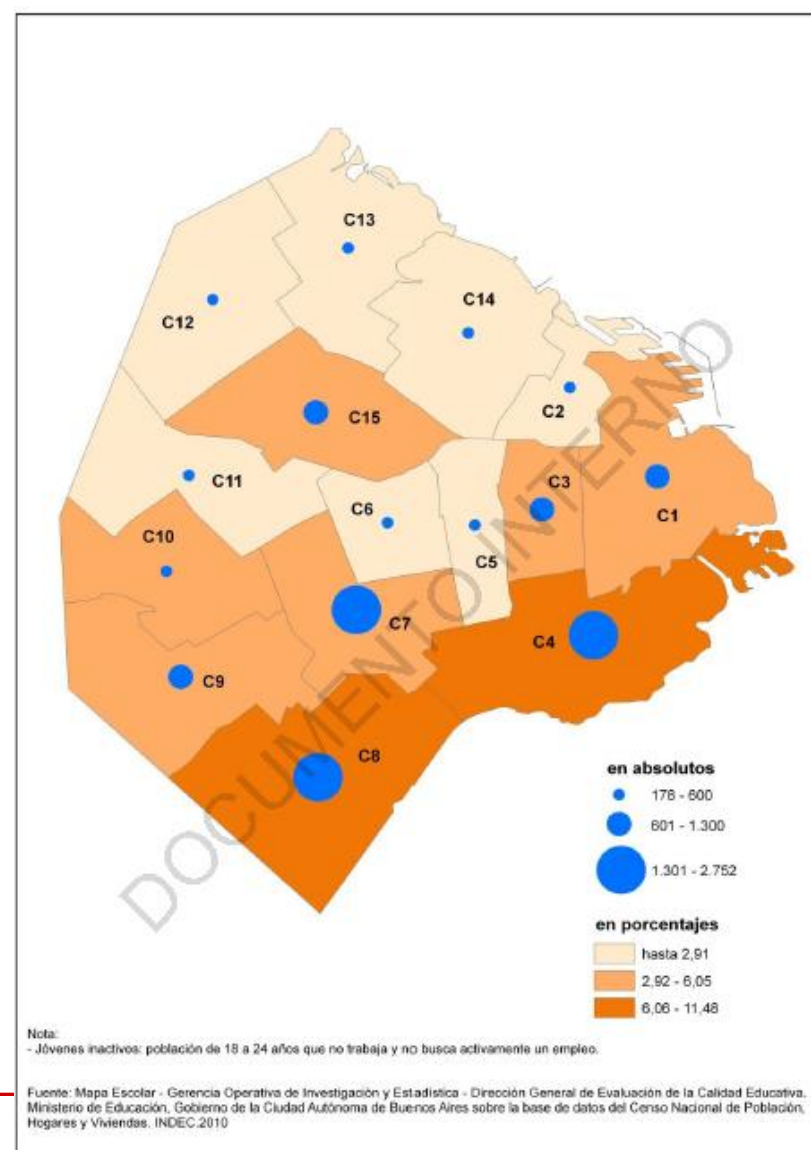 C13
C12
C14
C2
C15
C11
C3
C1
C6
C5
C10
C7
C4
C9
C8
DOCUMENTO INTERNO
en absolutos
178 - 600
601 - 1.300
1.301 - 2.752
en porcentajes
hasta 2,91
2,92 - 6,05
6,06 - 11,48
Nota:
- Jóvenes inactivos: población de 18 a 24 años que no trabaja y no busca activamente un empleo.
Fuente: Mapa Escolar - Gerencia Operativa de Investigación y Estadística - Dirección General de Evaluación de la Calidad Educativa.
Ministerio de Educación, Gobierno de la Ciudad Autónoma de Buenos Aires sobre la base de datos del Censo Nacional de Población,
Hogares y Viviendas. INDEC.2010